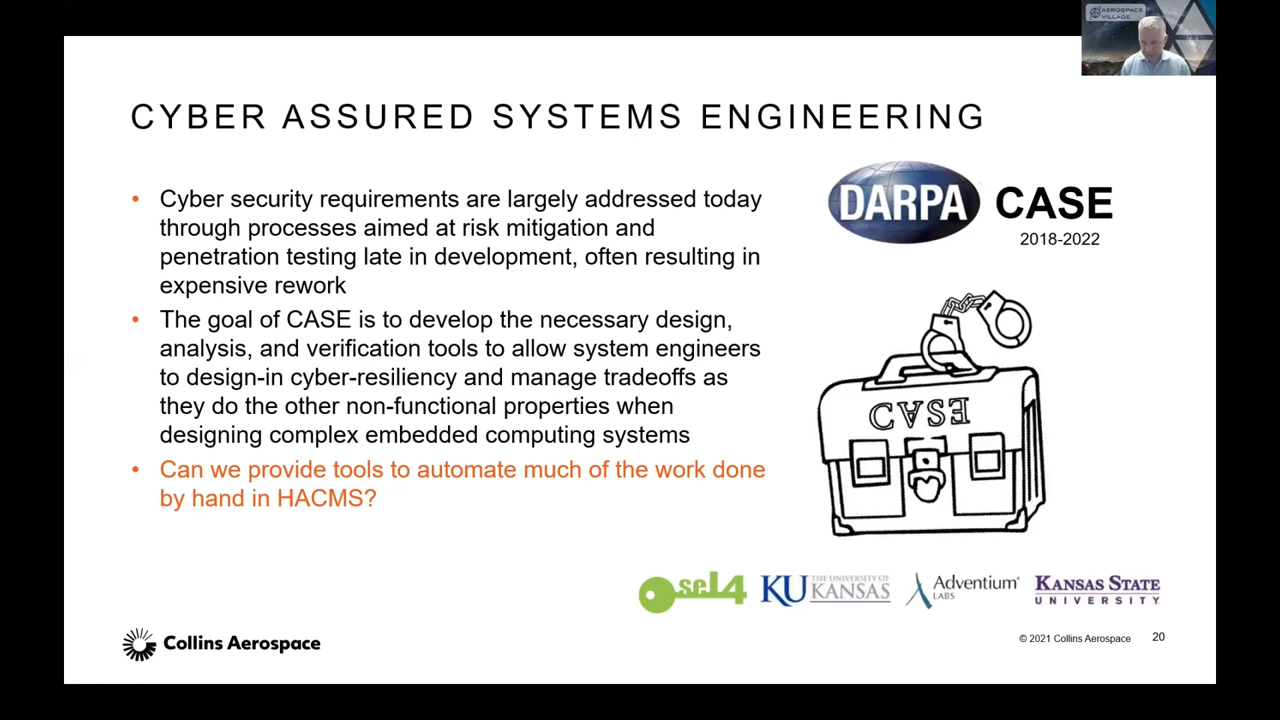 AEROSPACE
VILLAGE
CYBER ASSURED SYSTEMS ENGINEERING
• Cyber security requirements are largely addressed today
through processes aimed at risk mitigation and
penetration testing late in development, often resulting in
expensive rework
• The goal of CASE is to develop the necessary design,
analysis, and verification tools to allow system engineers
to design-in cyber-resiliency and manage tradeoffs as
they do the other non-functional properties when
designing complex embedded computing systems
• Can we provide tools to automate much of the work done
by hand in HACMS?
DARPA CASE
2018-2022
CASE
seL4
KU THE UNIVERSITY OF
KANSAS
Adventium
LABS
KANSAS STATE
UNIVERSITY
Collins Aerospace
© 2021 Collins Aerospace 20